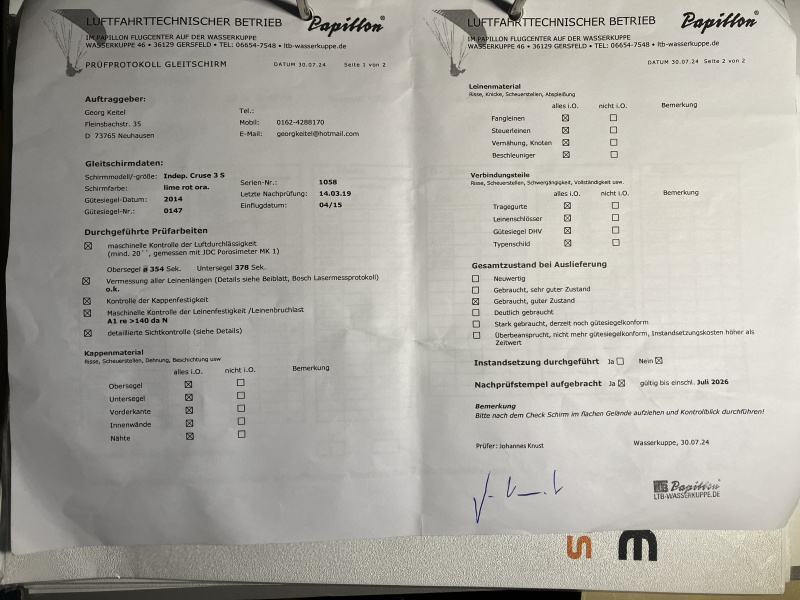 LUFTFAHRTTECHNISCHER BETRIEB Papillon®
IM PAPILLON FLUGCENTER AUF DER WASSERKUPPE
WASSERKUPPE 46 • 36129 GERSFELD • TEL: 06654-7548 • ltb-wasserkuppe.de
PRÜFPROTOKOLL GLEITSCHIRM DATUM 30.07.24 Seite 1 von 2
Auftraggeber:
Georg Keitel Tel.:
Fleinsbachstr. 35 Mobil: 0162-4288170
D 73765 Neuhausen E-Mail: georgkeitel@hotmail.com
Gleitschirmdaten:
Schirmmodell/-größe: Indep. Cruse 3 S Serien-Nr.: 1058
Schirmfarbe: lime rot ora. Letzte Nachprüfung: 14.03.19
Gütesiegel-Datum: 2014 Einflugdatum: 04/15
Gütesiegel-Nr.: 0147
Durchgeführte Prüfarbeiten
☒ maschinelle Kontrolle der Luftdurchlässigkeit
(mind. 20´´, gemessen mit JDC Porosimeter MK 1)
Obersegel ø 354 Sek. Untersegel 378 Sek.
☒ Vermessung aller Leinenlängen (Details siehe Beiblatt, Bosch Lasermessprotokoll)
o.k.
☒ Kontrolle der Kappenfestigkeit
☒ Maschinelle Kontrolle der Leinenfestigkeit /Leinenbruchlast
A1 re >140 da N
☒ detaillierte Sichtkontrolle (siehe Details)
Kappenmaterial
Risse, Scheuerstellen, Dehnung, Beschichtung usw
alles i.O. nicht i.O. Bemerkung
Obersegel ☒ ☐
Untersegel ☒ ☐
Vorderkante ☒ ☐
Innenwände ☒ ☐
Nähte ☒ ☐
LUFTFAHRTTECHNISCHER BETRIEB Papillon®
IM PAPILLON FLUGCENTER AUF DER WASSERKUPPE
WASSERKUPPE 46 • 36129 GERSFELD • TEL: 06654-7548 • ltb-wasserkuppe.de
DATUM 30.07.24 Seite 2 von 2
Leinenmaterial
Risse, Knicke, Scheuerstellen, Abspleißung
alles i.O. nicht i.O. Bemerkung
Fangleinen ☒ ☐
Steuerleinen ☒ ☐
Vernähung, Knoten ☒ ☐
Beschleuniger ☒ ☐
Verbindungsteile
Risse, Scheuerstellen, Schwergängigkeit, Vollständigkeit usw.
alles i.O. nicht i.O. Bemerkung
Tragegurte ☒ ☐
Leinenschlösser ☒ ☐
Gütesiegel DHV ☒ ☐
Typenschild ☒ ☐
Gesamtzustand bei Auslieferung
☐ Neuwertig
☐ Gebraucht, sehr guter Zustand
☒ Gebraucht, guter Zustand
☐ Deutlich gebraucht
☐ Stark gebraucht, derzeit noch gütesiegelkonform
☐ Überbeansprucht, nicht mehr gütesiegelkonform, Instandsetzungskosten höher als
Zeitwert
Instandsetzung durchgeführt Ja ☐ Nein ☒
Nachprüfstempel aufgebracht Ja ☒ gültig bis einschl. Juli 2026
Bemerkung
Bitte nach dem Check Schirm im flachen Gelände aufziehen und Kontrollblick durchführen!
Prüfer: Johannes Knust Wasserkuppe, 30.07.24
Papillon
LTB-WASSERKUPPE.DE